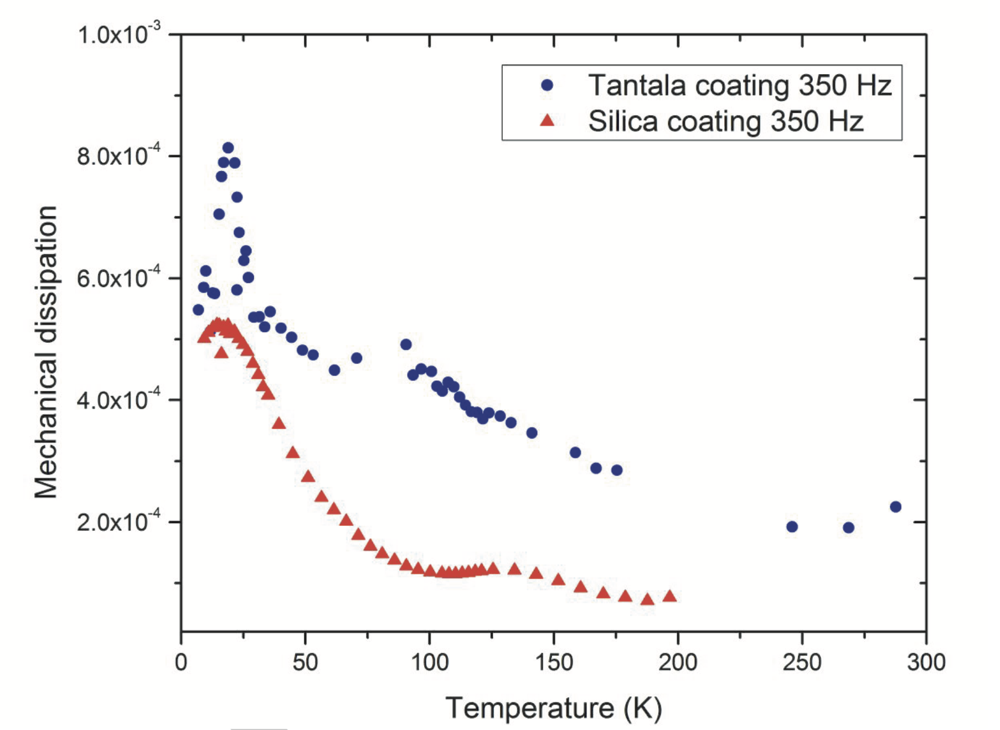 1.0x10⁻³
8.0x10⁻⁴
6.0x10⁻⁴
4.0x10⁻⁴
2.0x10⁻⁴
Mechanical dissipation
Tantala coating 350 Hz
Silica coating 350 Hz
0 50 100 150 200 250 300
Temperature (K)